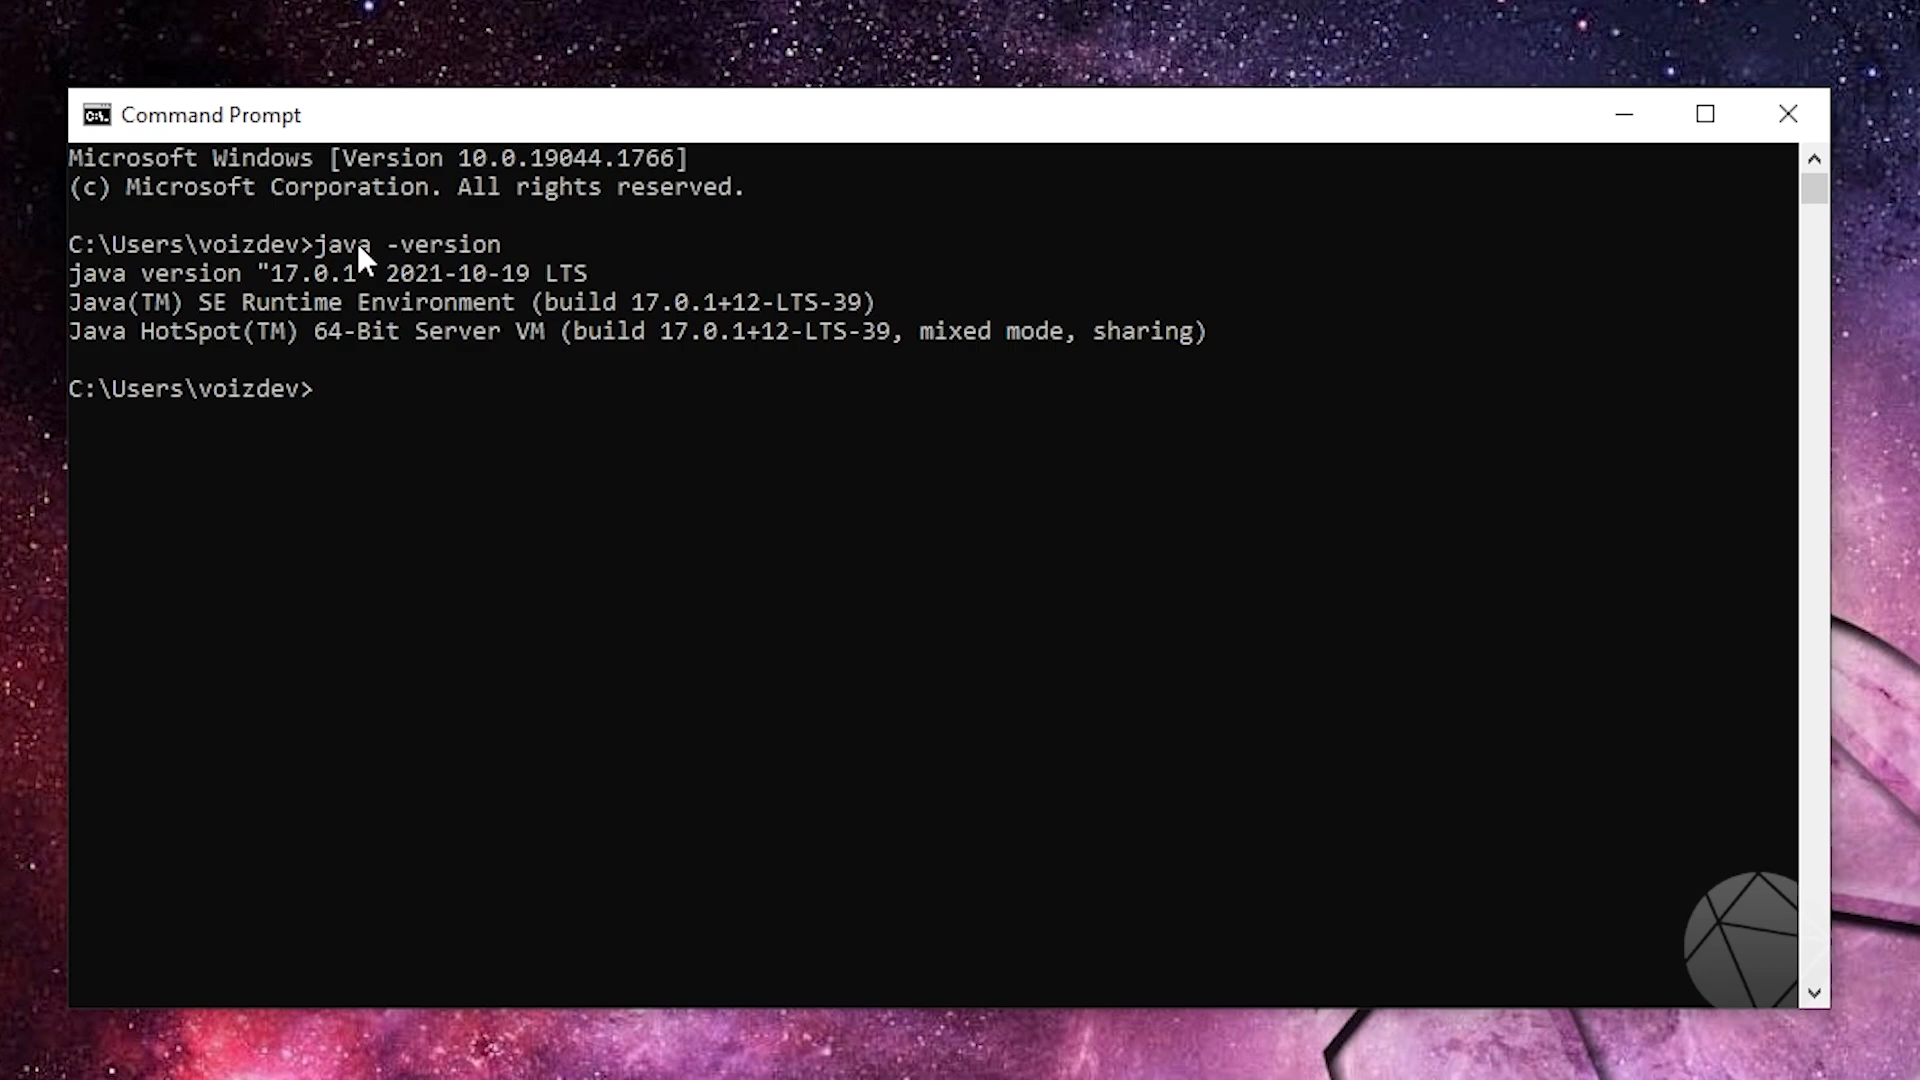 Command Prompt
Microsoft Windows [Version 10.0.19044.1766]
(c) Microsoft Corporation. All rights reserved.
C:\Users\voizdev>java -version
java version "17.0.1" 2021-10-19 LTS
Java(TM) SE Runtime Environment (build 17.0.1+12-LTS-39)
Java HotSpot(TM) 64-Bit Server VM (build 17.0.1+12-LTS-39, mixed mode, sharing)
C:\Users\voizdev>